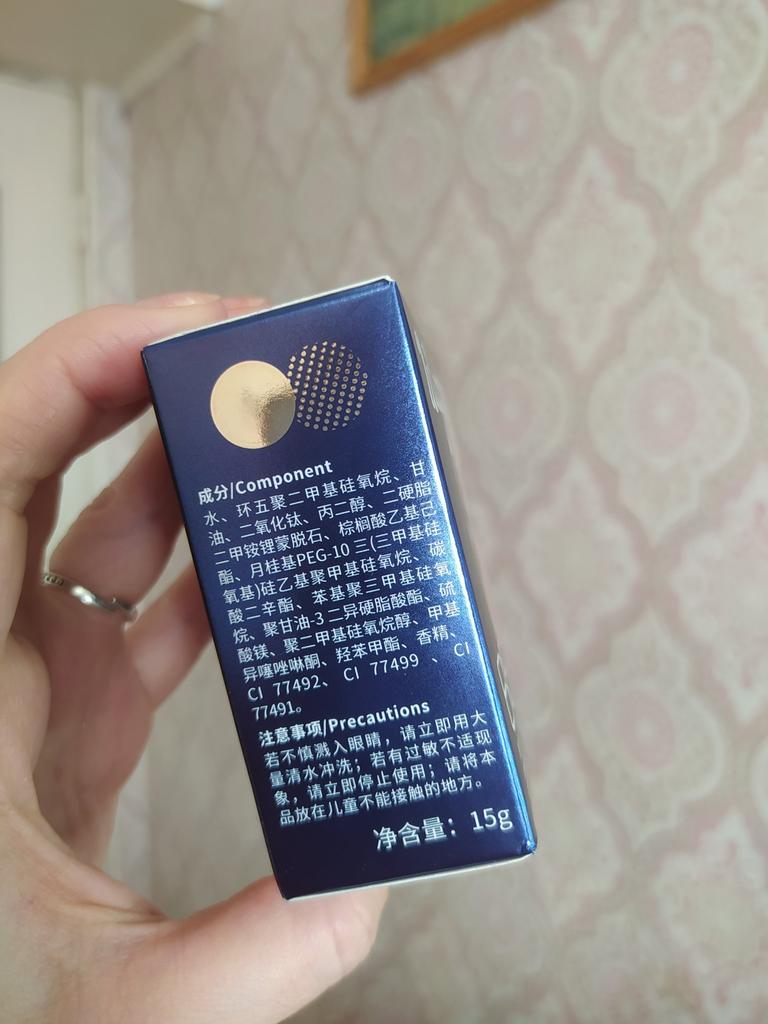 成分/Component
水、环五聚二甲基硅氧烷、甘
油、二氧化钛、丙二醇、二硬脂
二甲铵锂蒙脱石、棕榈酸乙基己
酯、月桂基PEG-10 三(三甲基硅
氧基)硅乙基聚甲基硅氧烷、碳
酸二辛酯、苯基聚三甲基硅氧
烷、聚甘油-3 二异硬脂酸酯、硫
酸镁、聚二甲基硅氧烷醇、甲基
异噻唑啉酮、羟苯甲酯、香精、
CI 77492、 CI 77499 、 CI
77491。
注意事项/Precautions
若不慎溅入眼睛，请立即用大
量清水冲洗；若有过敏不适现
象，请立即停止使用；请将本
品放在儿童不能接触的地方。
净含量：15g